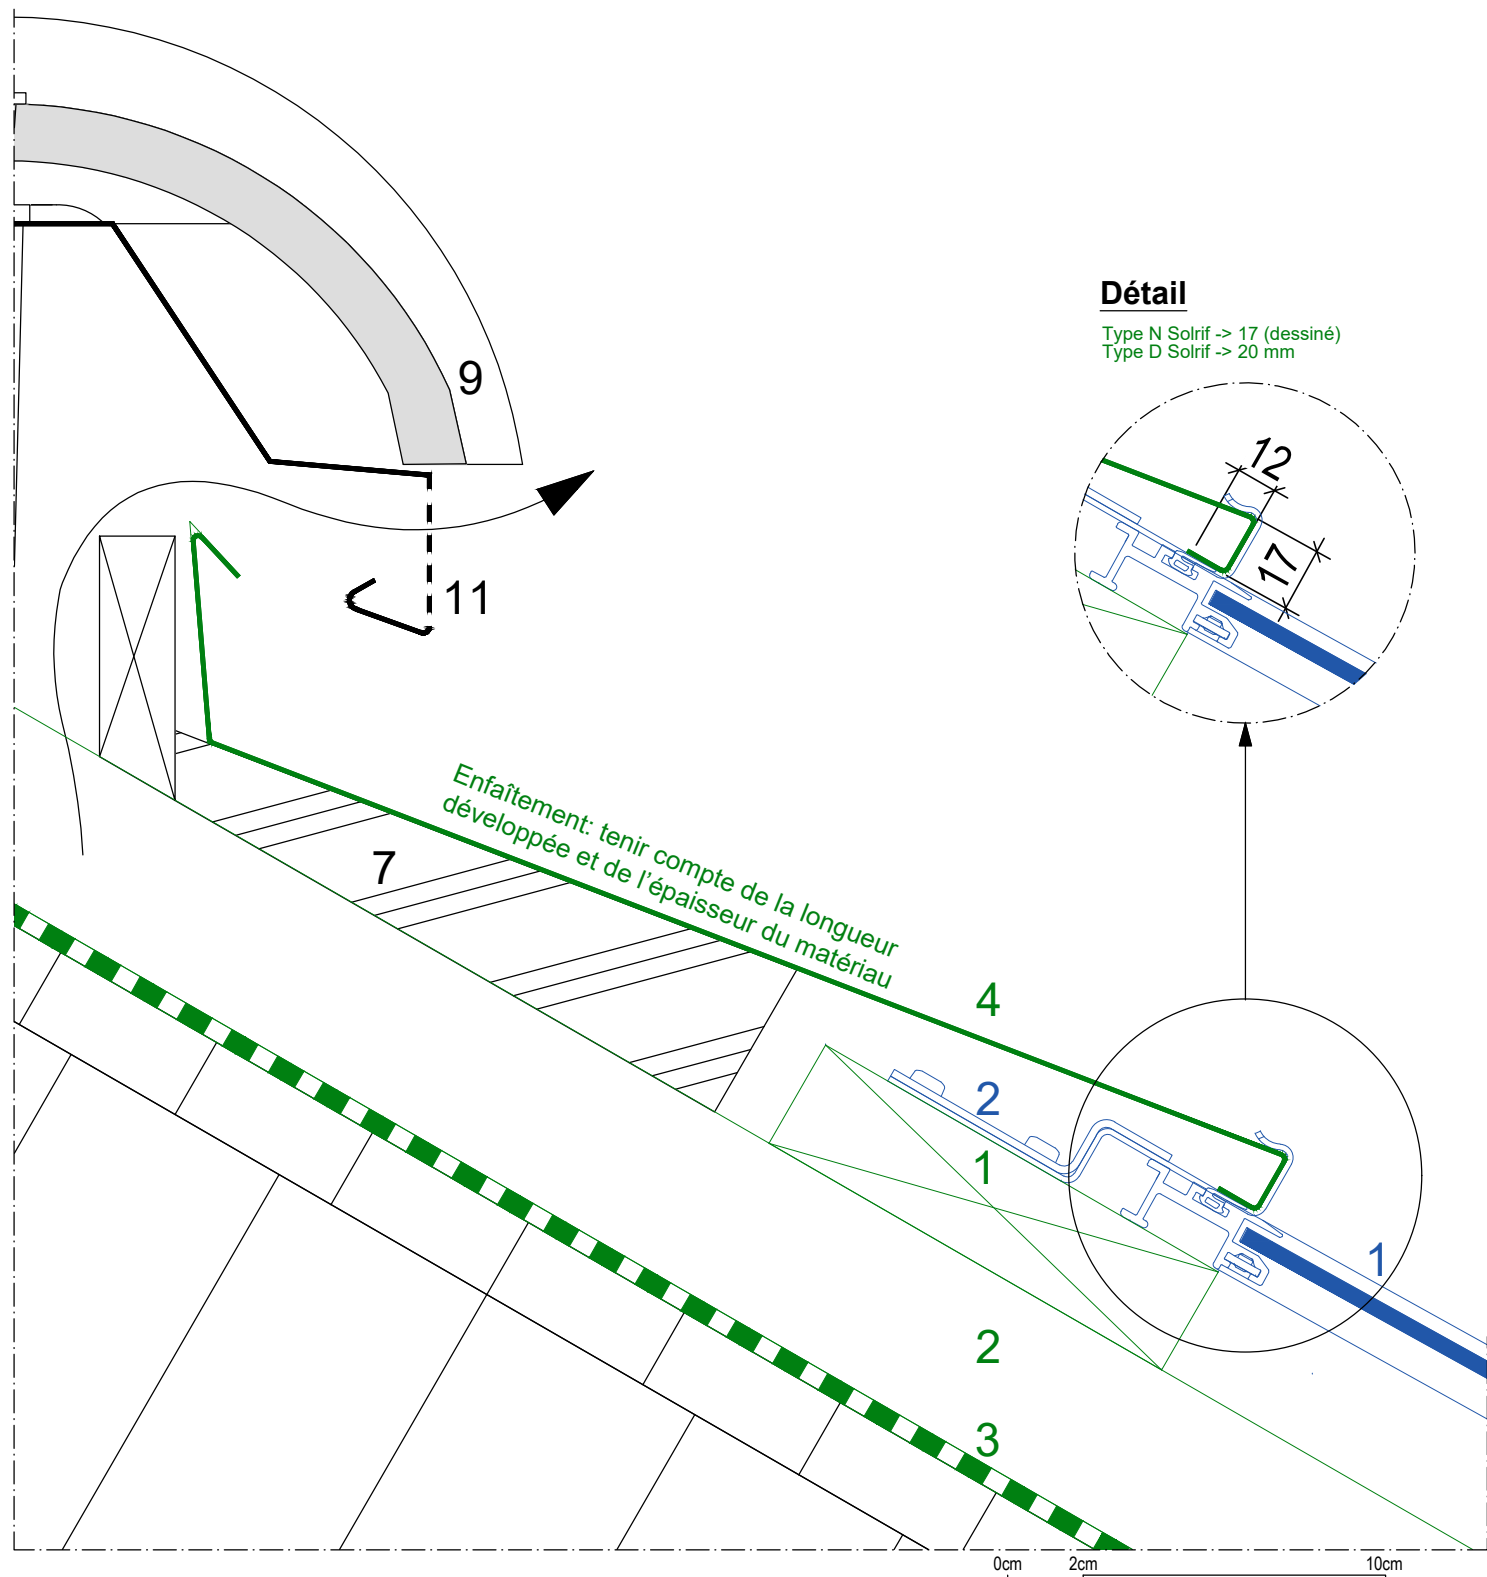 Détail
Type N Solrif -> 17 (dessiné)
Type D Solrif -> 20 mm
9
12
17
11
Enfaîtement: tenir compte de la longueur
développée et de l'épaisseur du matériau
7
4
2
1
1
2
3
0cm 2cm 10cm